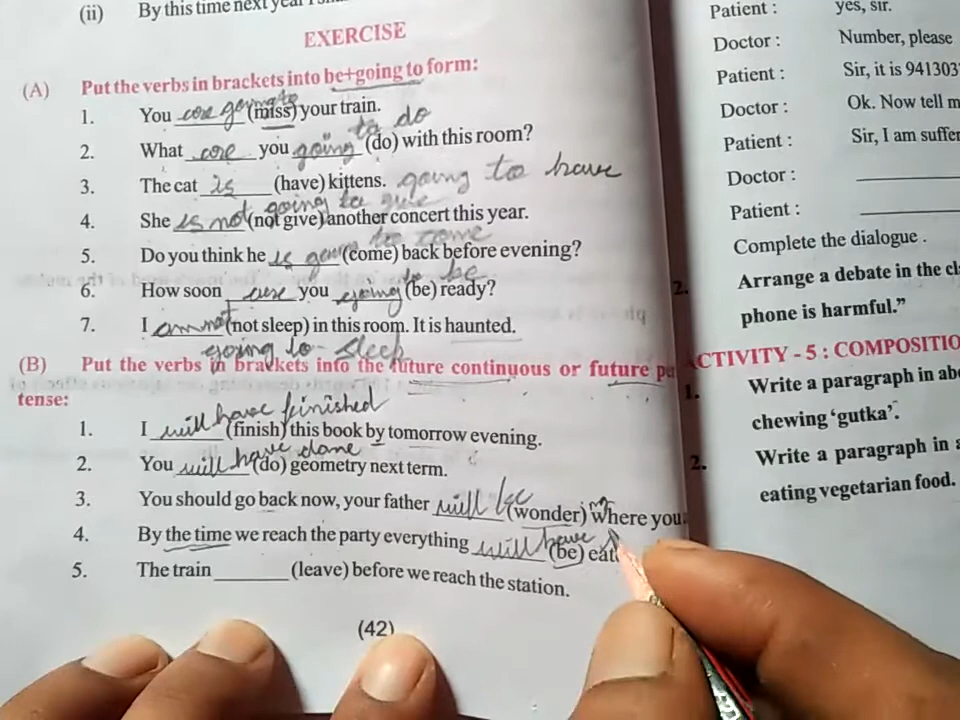 (ii) By this time next year I
EXERCISE
(A) Put the verbs in brackets into be+going to form:
1. You are going to (miss) your train.
2. What are you going to do (do) with this room?
3. The cat is (have) kittens. going to have
4. She is not going to give (not give) another concert this year.
5. Do you think he is going to come (come) back before evening?
6. How soon are you going to be (be) ready?
7. I am not (not sleep) in this room. It is haunted.
going to sleep
(B) Put the verbs in brackets into the future continuous or future
tense:
1. I will have finished (finish) this book by tomorrow evening.
2. You will have done (do) geometry next term.
3. You should go back now, your father will be (wonder) ing where you
4. By the time we reach the party everything will have (be)
5. The train ______ (leave) before we reach the station.
(42)
Patient : yes, sir.
Doctor : Number, please
Patient : Sir, it is 941303
Doctor : Ok. Now tell m
Patient : Sir, I am suffer
Doctor : ______
Patient : ______
Complete the dialogue .
2. Arrange a debate in the
phone is harmful.”
ACTIVITY - 5 : COMPOSITIO
1. Write a paragraph in
chewing ‘gutka’.
2. Write a paragraph in
eating vegetarian food.